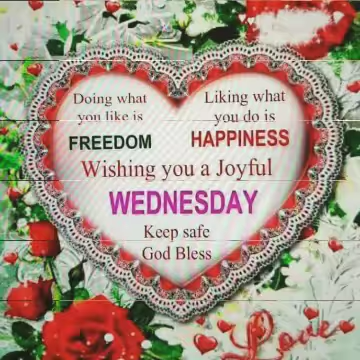 Doing what
you like is
FREEDOM
Liking what
you do is
HAPPINESS
Wishing you a Joyful
WEDNESDAY
Keep safe
God Bless
Love